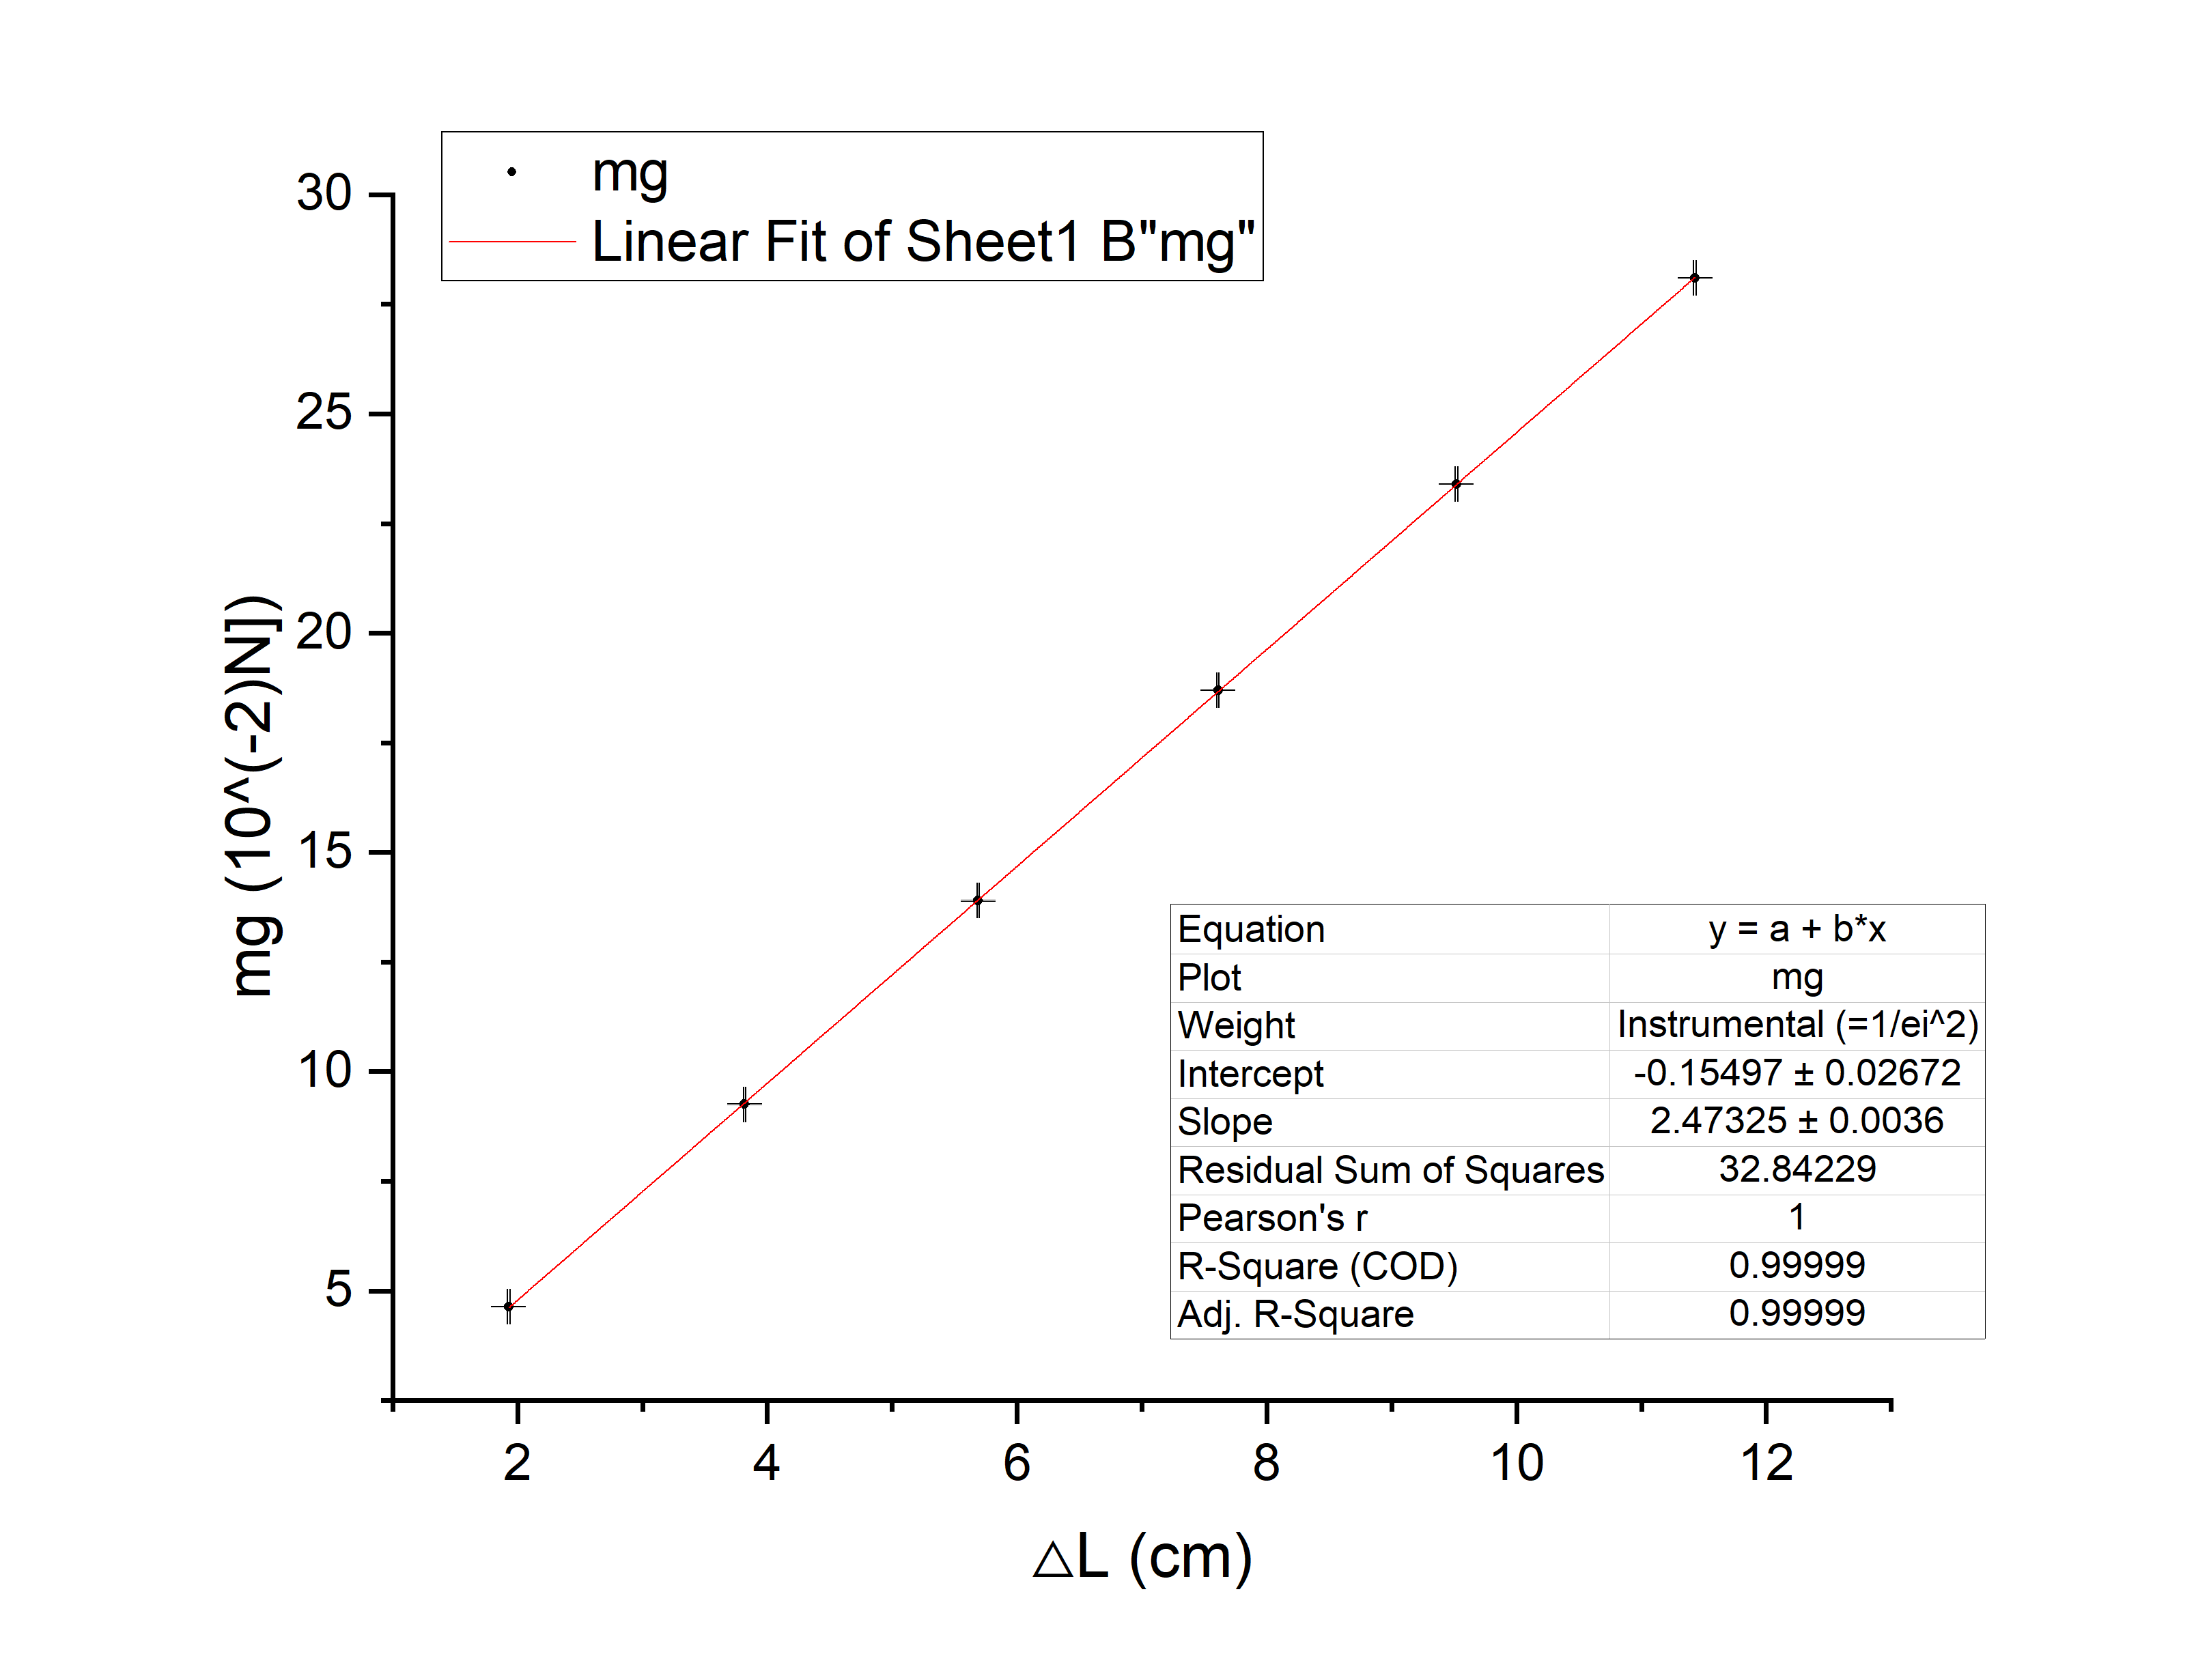 mg
Linear Fit of Sheet1 B"mg"
30
25
20
15
10
5
mg (10^(-2)N])
Equation y = a + b*x
Plot mg
Weight Instrumental (=1/ei^2)
Intercept -0.15497 ± 0.02672
Slope 2.47325 ± 0.0036
Residual Sum of Squares 32.84229
Pearson's r 1
R-Square (COD) 0.99999
Adj. R-Square 0.99999
2 4 6 8 10 12
△L (cm)